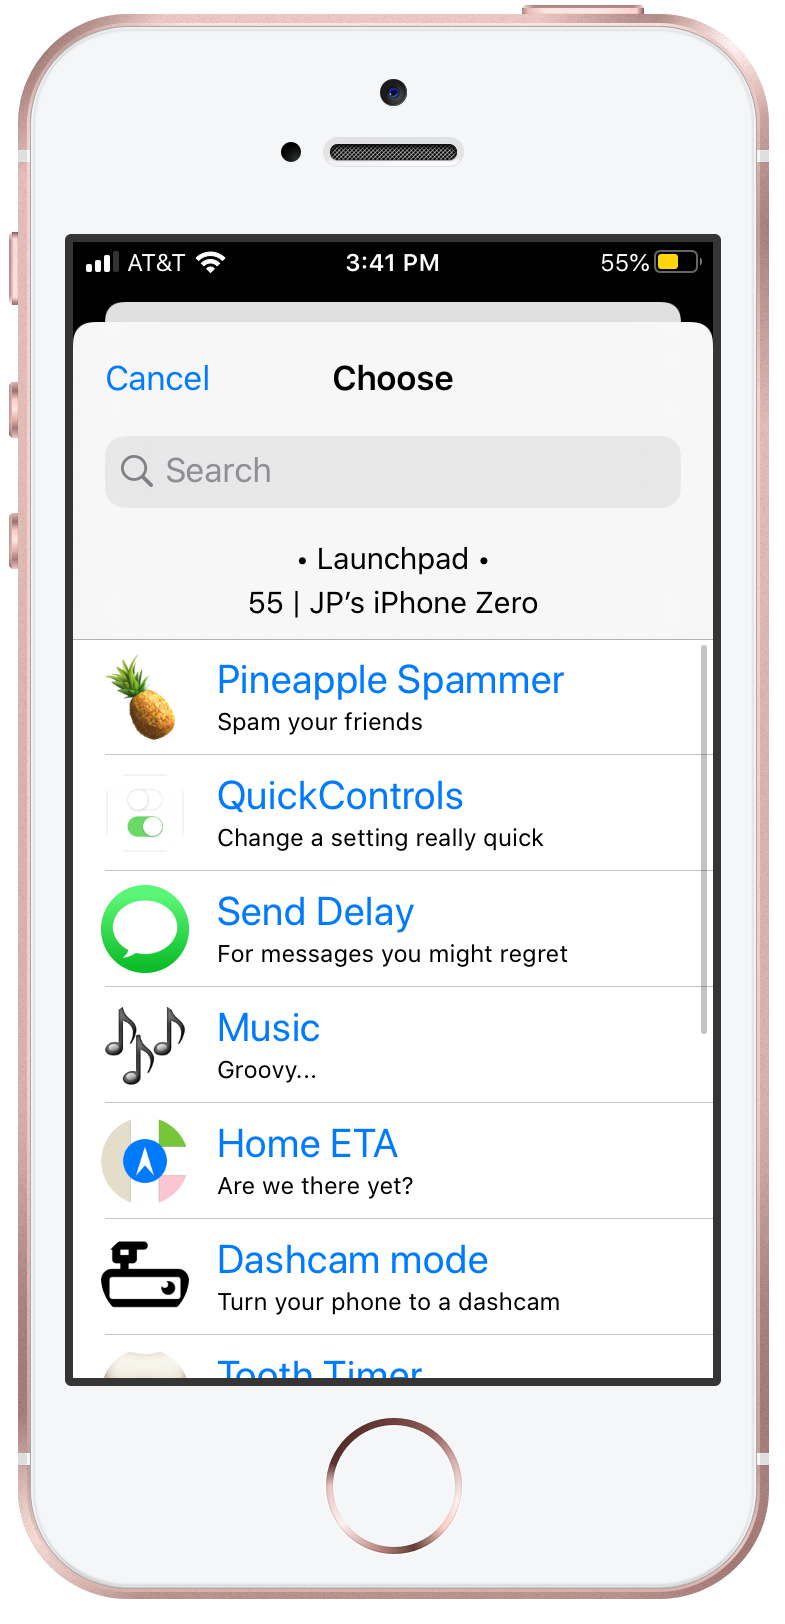 AT&T 3:41 PM 55%
Cancel Choose
Search
• Launchpad •
55 | JP’s iPhone Zero
Pineapple Spammer
Spam your friends
QuickControls
Change a setting really quick
Send Delay
For messages you might regret
Music
Groovy...
Home ETA
Are we there yet?
Dashcam mode
Turn your phone to a dashcam
Tooth Timer